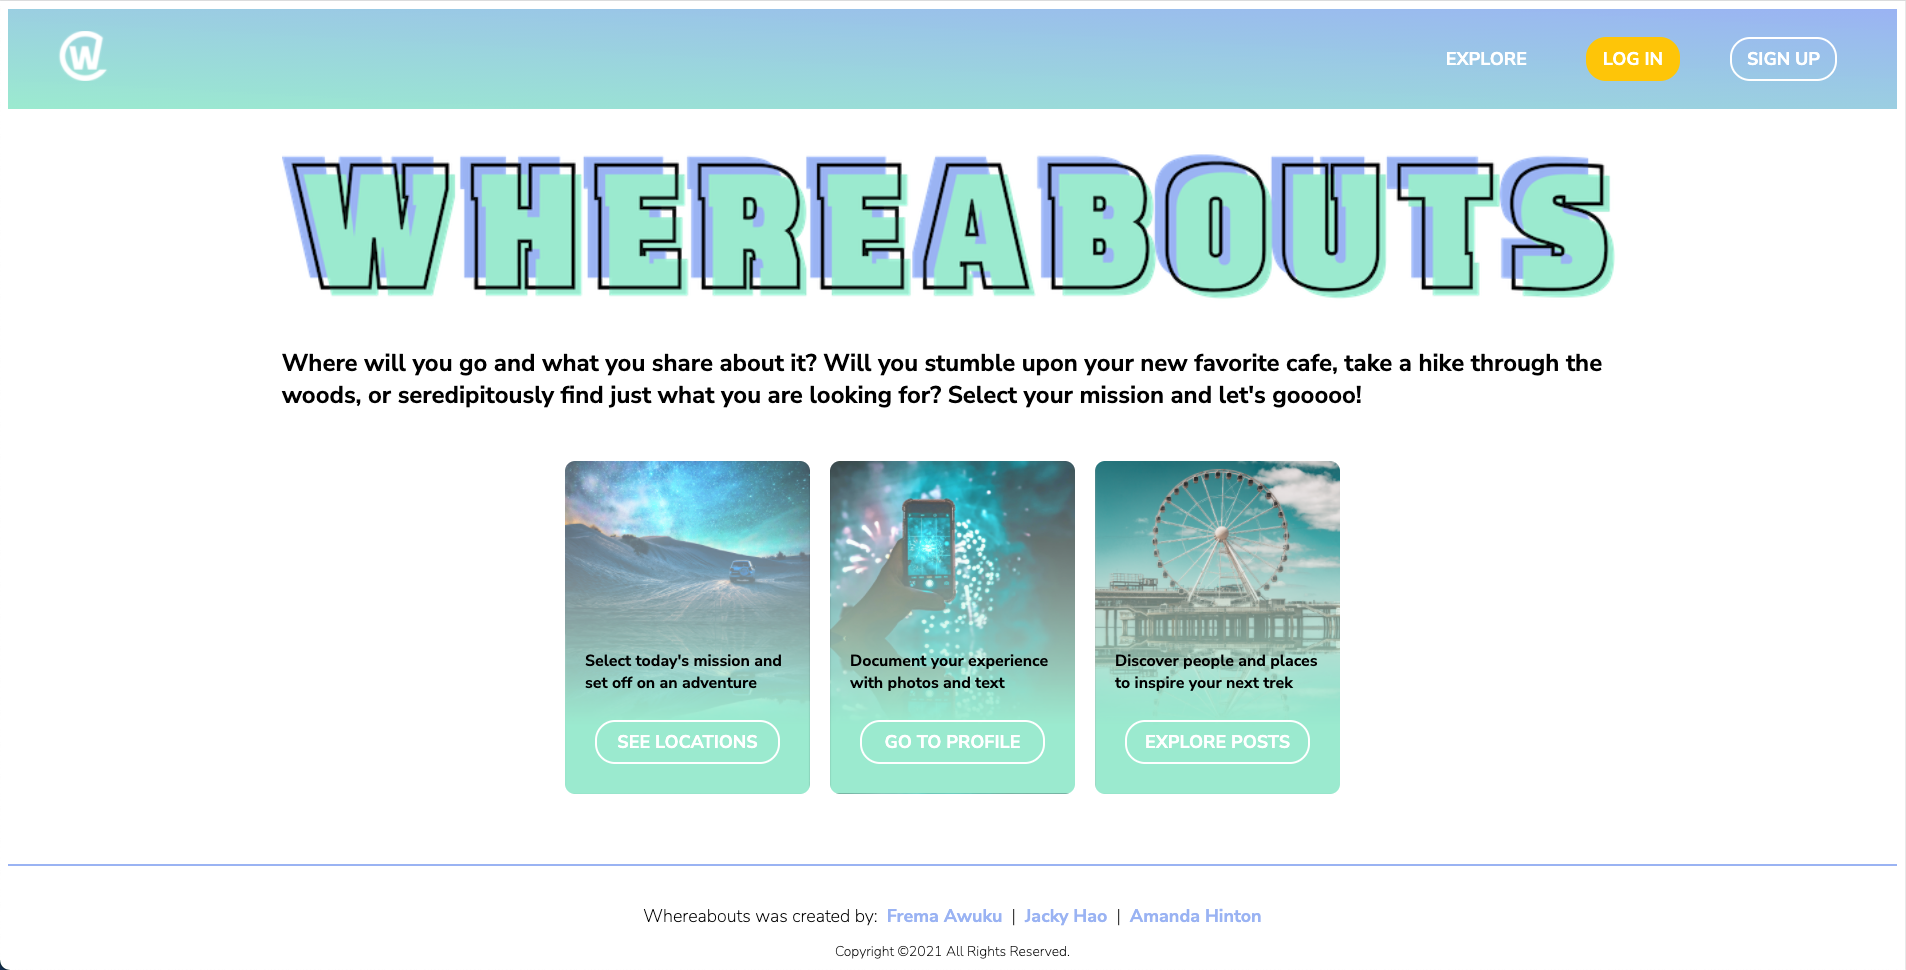 W
EXPLORE
LOG IN
SIGN UP
WHEREABOUTS
Where will you go and what you share about it? Will you stumble upon your new favorite cafe, take a hike through the
woods, or seredipitously find just what you are looking for? Select your mission and let's gooooo!
Select today's mission and
set off on an adventure
SEE LOCATIONS
Document your experience
with photos and text
GO TO PROFILE
Discover people and places
to inspire your next trek
EXPLORE POSTS
Whereabouts was created by: Frema Awuku | Jacky Hao | Amanda Hinton
Copyright ©2021 All Rights Reserved.